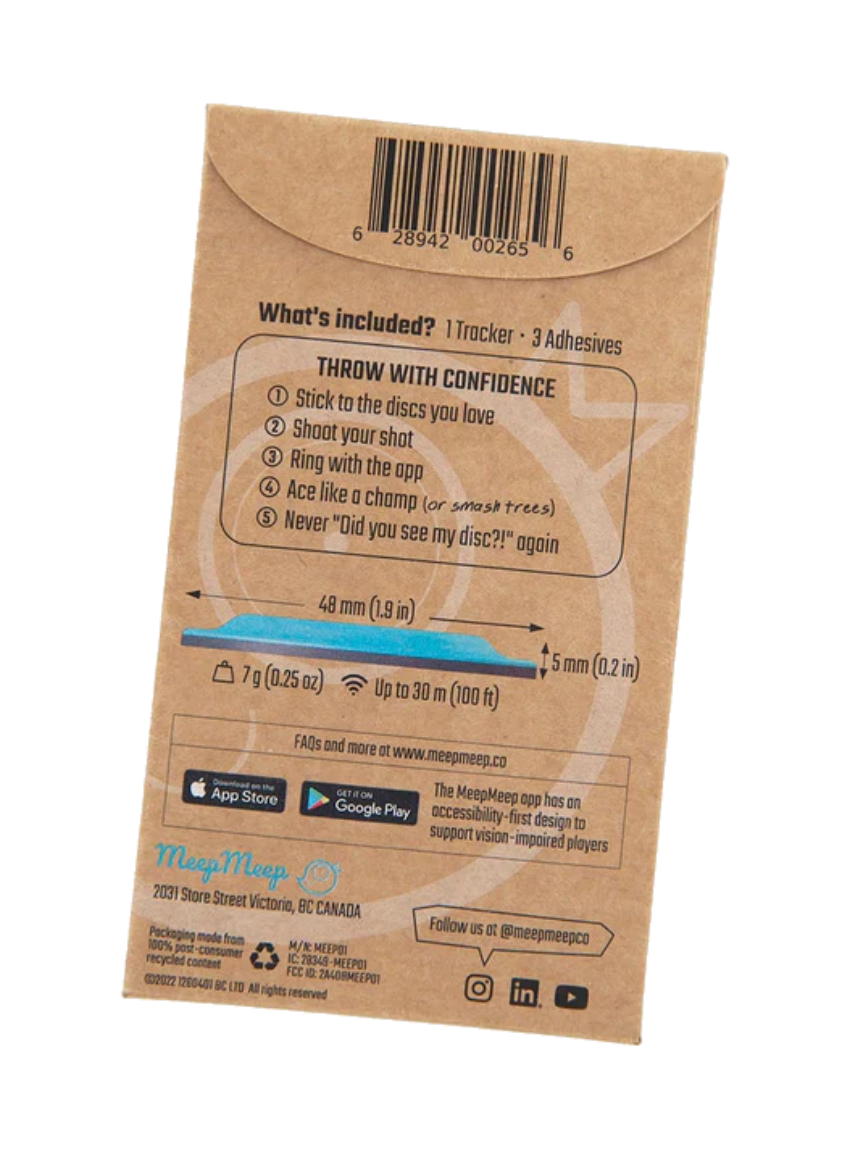 6 28942 00265 6
What's included? 1 Tracker · 3 Adhesives
THROW WITH CONFIDENCE
① Stick to the discs you love
② Shoot your shot
③ Ring with the app
④ Ace like a champ (or smash trees)
⑤ Never "Did you see my disc?!" again
48 mm (1.9 in)
5 mm (0.2 in)
7 g (0.25 oz)
Up to 30 m (100 ft)
FAQs and more at www.meepmeep.co
Download on the
App Store
GET IT ON
Google Play
The MeepMeep app has an
accessibility-first design to
support vision-impaired players
MeepMeep
2031 Store Street Victoria, BC CANADA
Packaging made from
100% post-consumer
recycled content
M/N: MEEP01
IC: 28349-MEEP01
FCC ID: 2A4O8MEEP01
©2022 1260401 BC LTD All rights reserved
Follow us at @meepmeepco
in